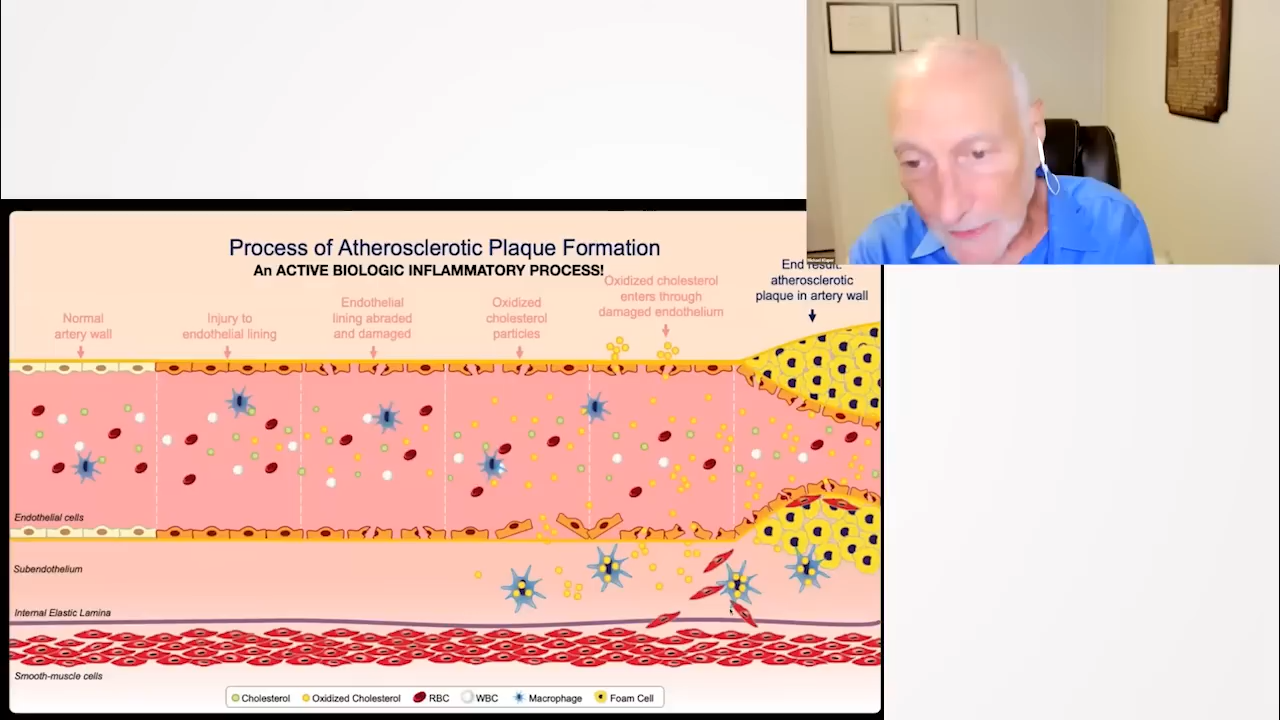 Process of Atherosclerotic Plaque Formation
An ACTIVE BIOLOGIC INFLAMMATORY PROCESS!
Normal
artery wall
Injury to
endothelial lining
Endothelial
lining abraded
and damaged
Oxidized
cholesterol
particles
Oxidized cholesterol
enters through
damaged endothelium
End result:
atherosclerotic
plaque in artery wall
Endothelial cells
Subendothelium
Internal Elastic Lamina
Smooth-muscle cells
Cholesterol Oxidized Cholesterol RBC WBC Macrophage Foam Cell